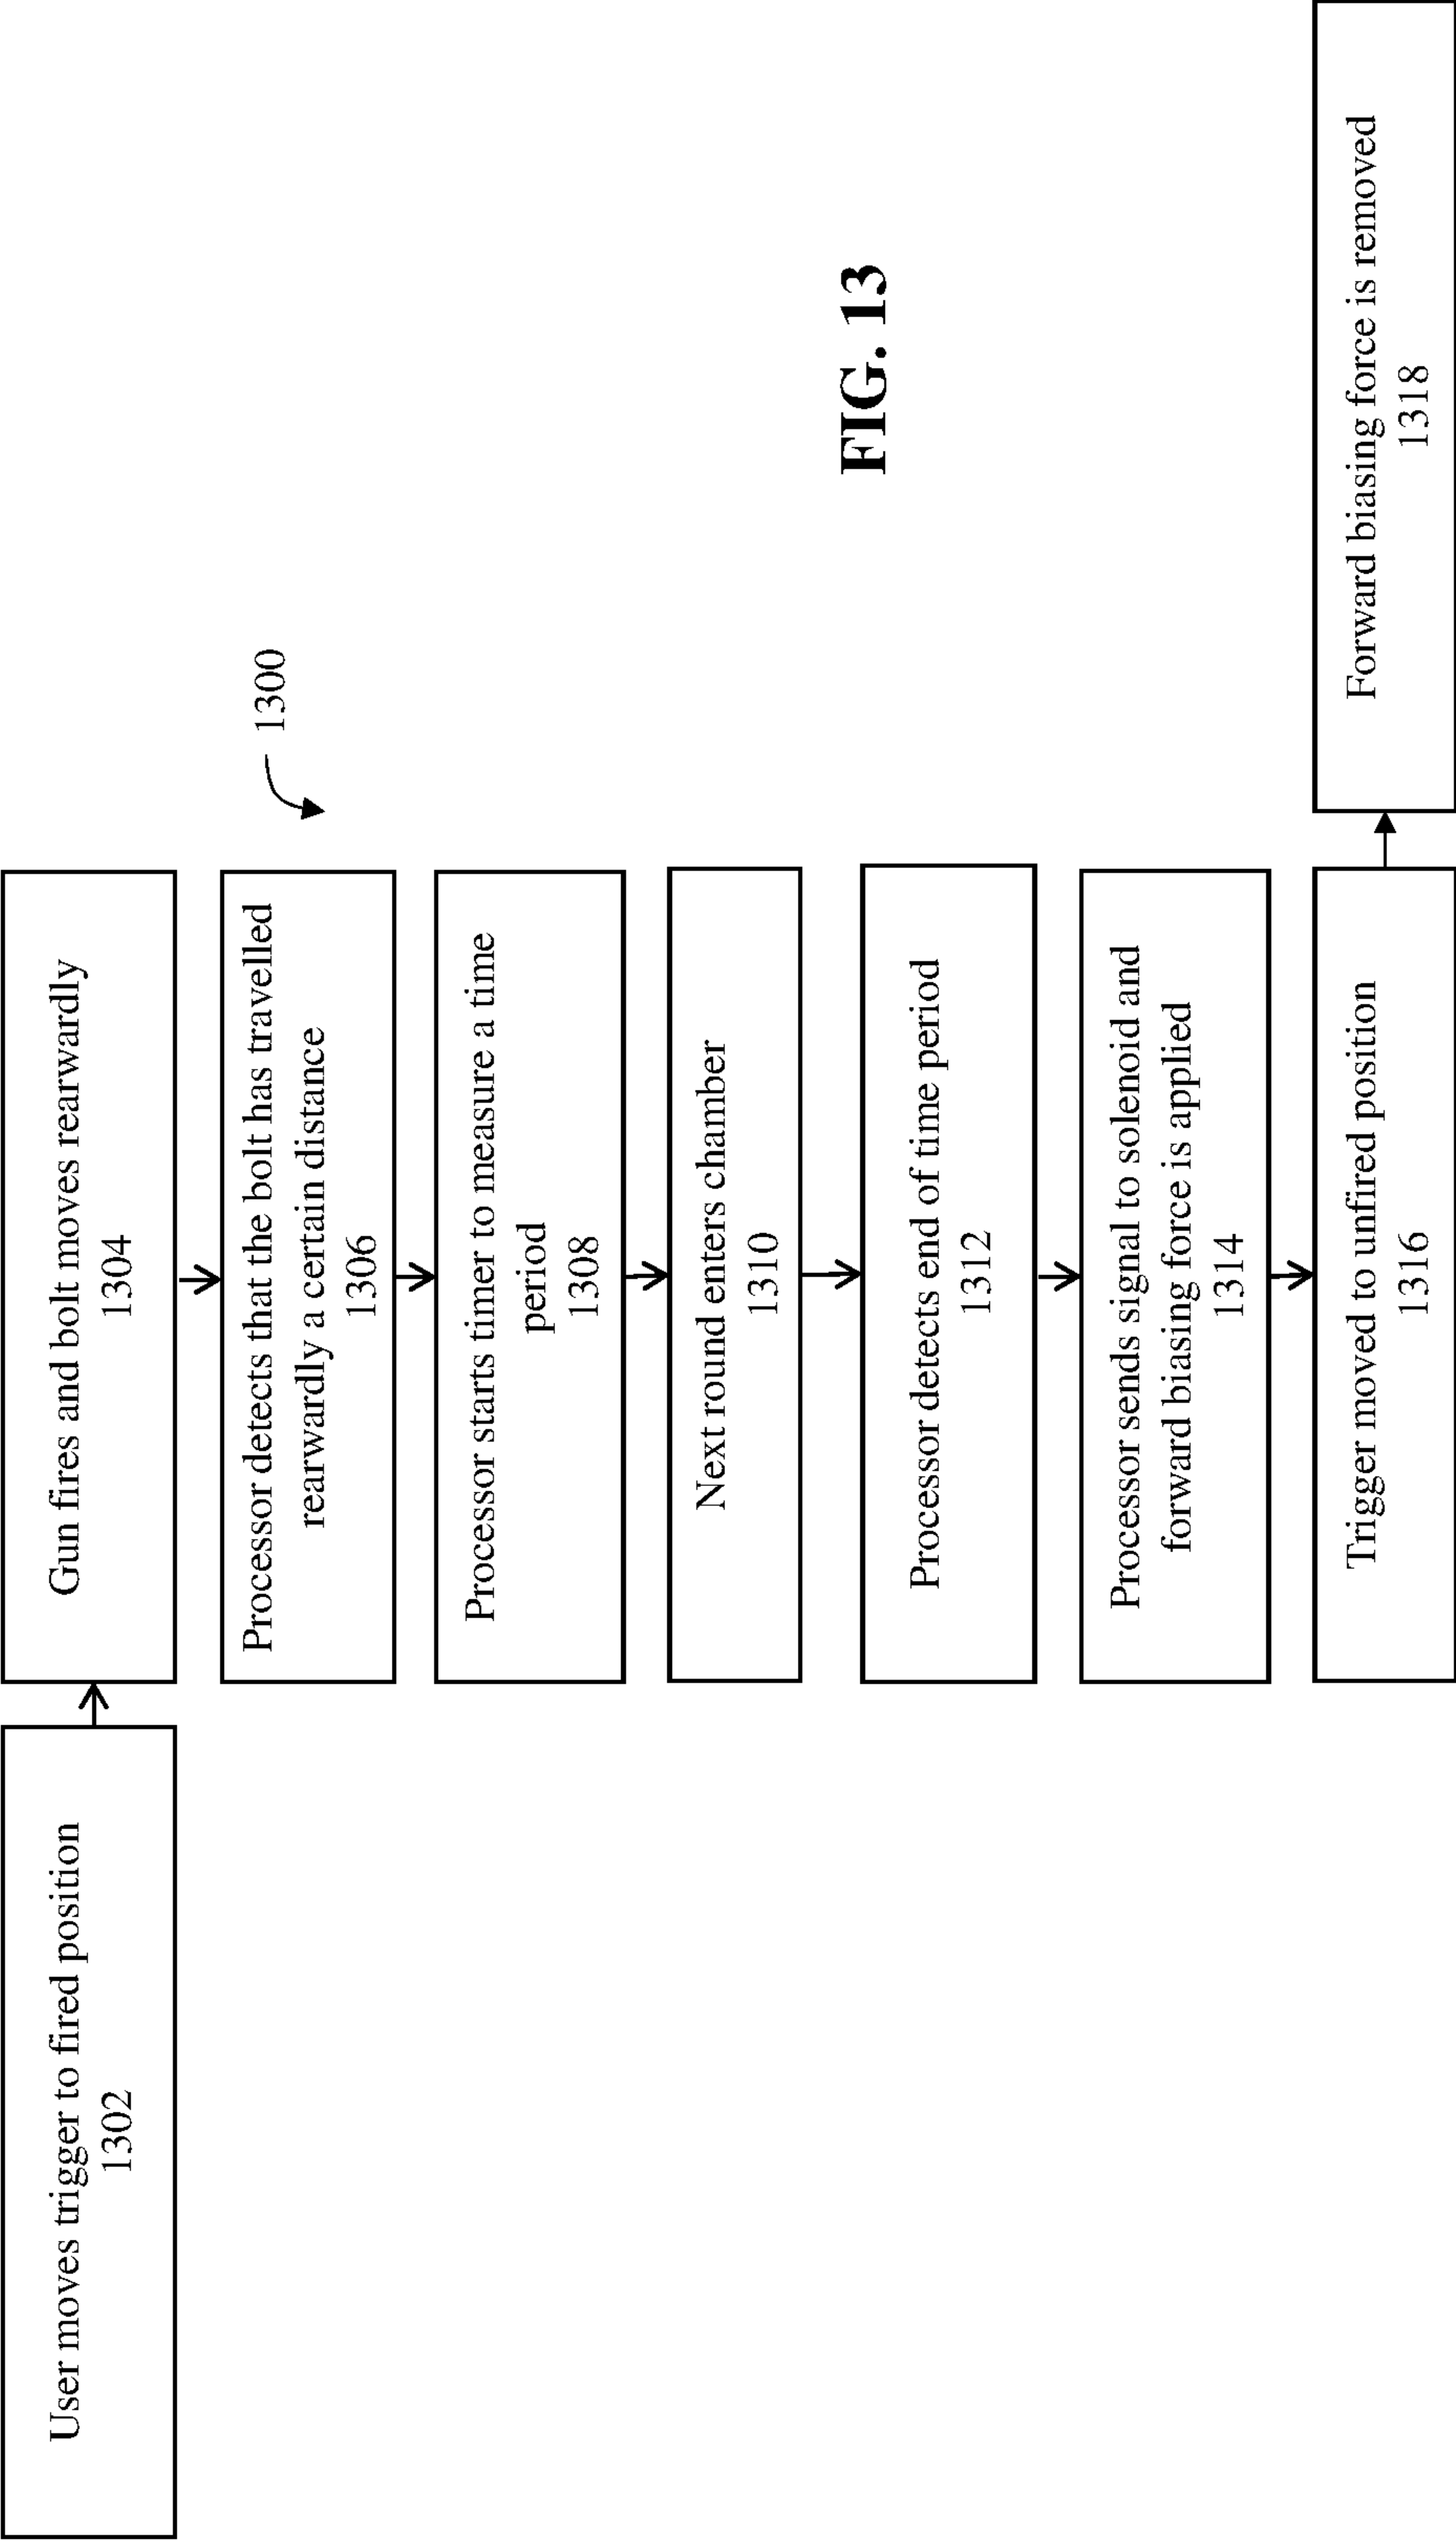 User moves trigger to fired position
1302
Gun fires and bolt moves rearwardly
1304
Processor detects that the bolt has travelled
rearwardly a certain distance
1306
Processor starts timer to measure a time
period
1308
Next round enters chamber
1310
Processor detects end of time period
1312
Processor sends signal to solenoid and
forward biasing force is applied
1314
Trigger moved to unfired position
1316
Forward biasing force is removed
1318
1300
FIG. 13